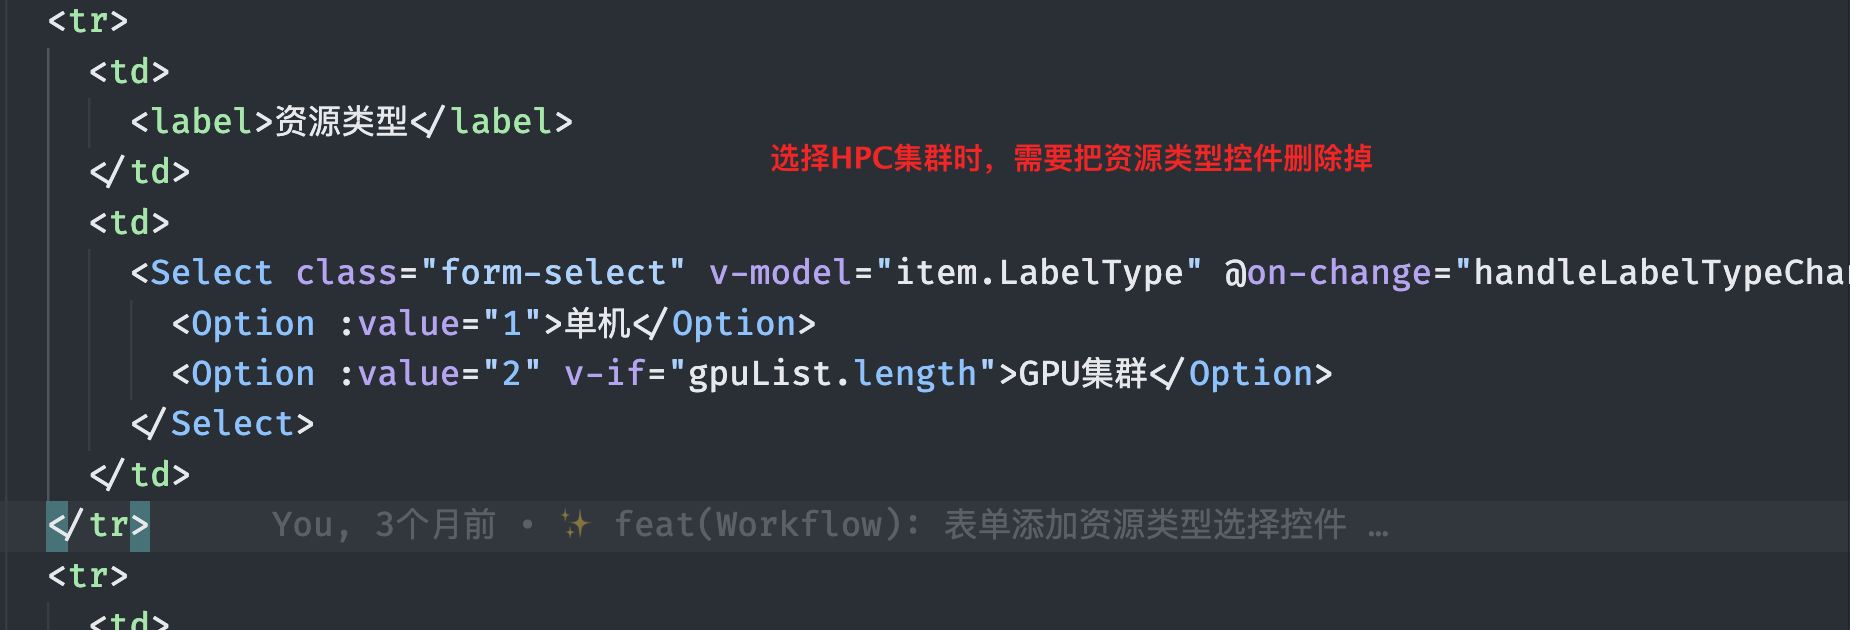 <tr>
<td>
<label>资源类型</label>
选择HPC集群时，需要把资源类型控件删除掉
</td>
<td>
<Select class="form-select" v-model="item.LabelType" @on-change="handleLabelTypeCha
<Option :value="1">单机</Option>
<Option :value="2" v-if="gpuList.length">GPU集群</Option>
</Select>
</td>
</tr> You, 3个月前 • ✨ feat(Workflow): 表单添加资源类型选择控件 …
<tr>
<td>